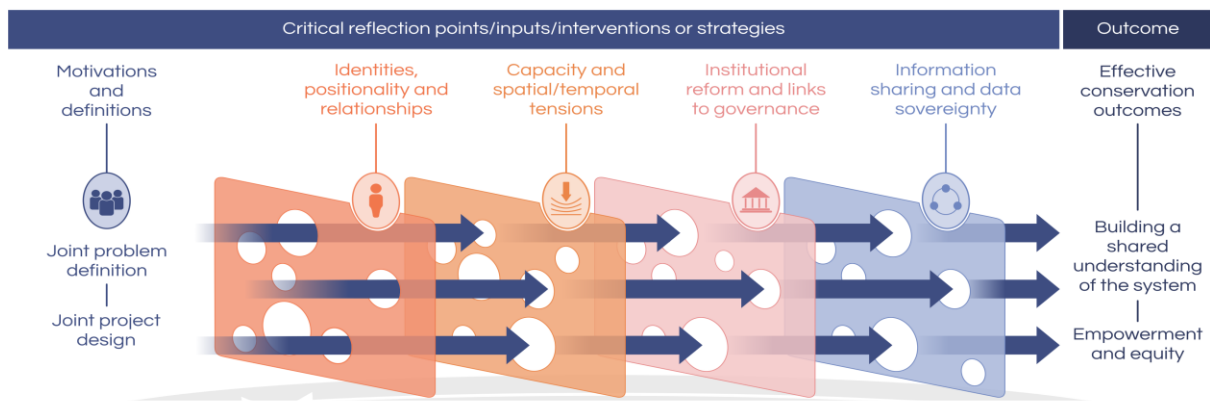 Critical reflection points/inputs/interventions or strategies
Outcome
Motivations
and
definitions
Joint problem
definition
Joint project
design
Identities,
positionality and
relationships
Capacity and
spatial/temporal
tensions
Institutional
reform and links
to governance
Information
sharing and data
sovereignty
Effective
conservation
outcomes
Building a
shared
understanding
of the system
Empowerment
and equity